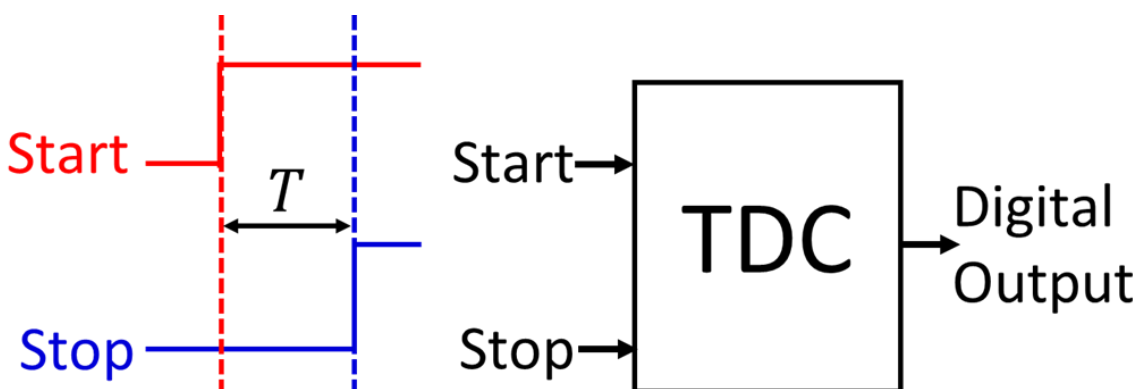 Start
T
Stop
Start
Stop
TDC
Digital
Output